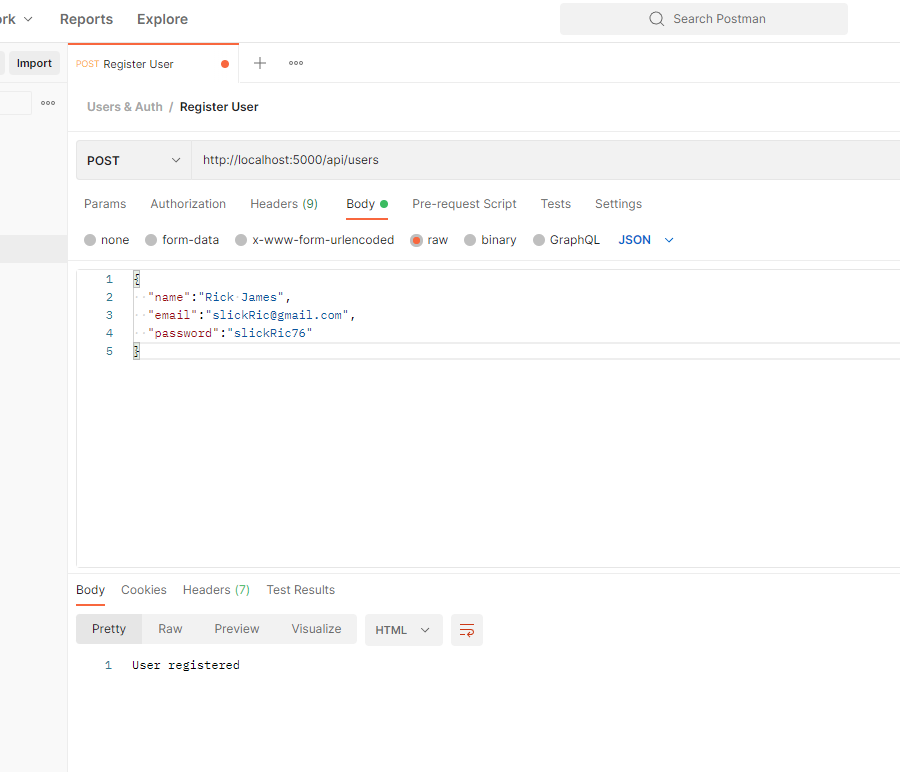 Reports Explore Search Postman
Import POST Register User
Users & Auth / Register User
POST http://localhost:5000/api/users
Params Authorization Headers (9) Body Pre-request Script Tests Settings
none form-data x-www-form-urlencoded raw binary GraphQL JSON
1 {
2 "name":"Rick James",
3 "email":"slickRic@gmail.com",
4 "password":"slickRic76"
5 }
Body Cookies Headers (7) Test Results
Pretty Raw Preview Visualize HTML
1 User registered